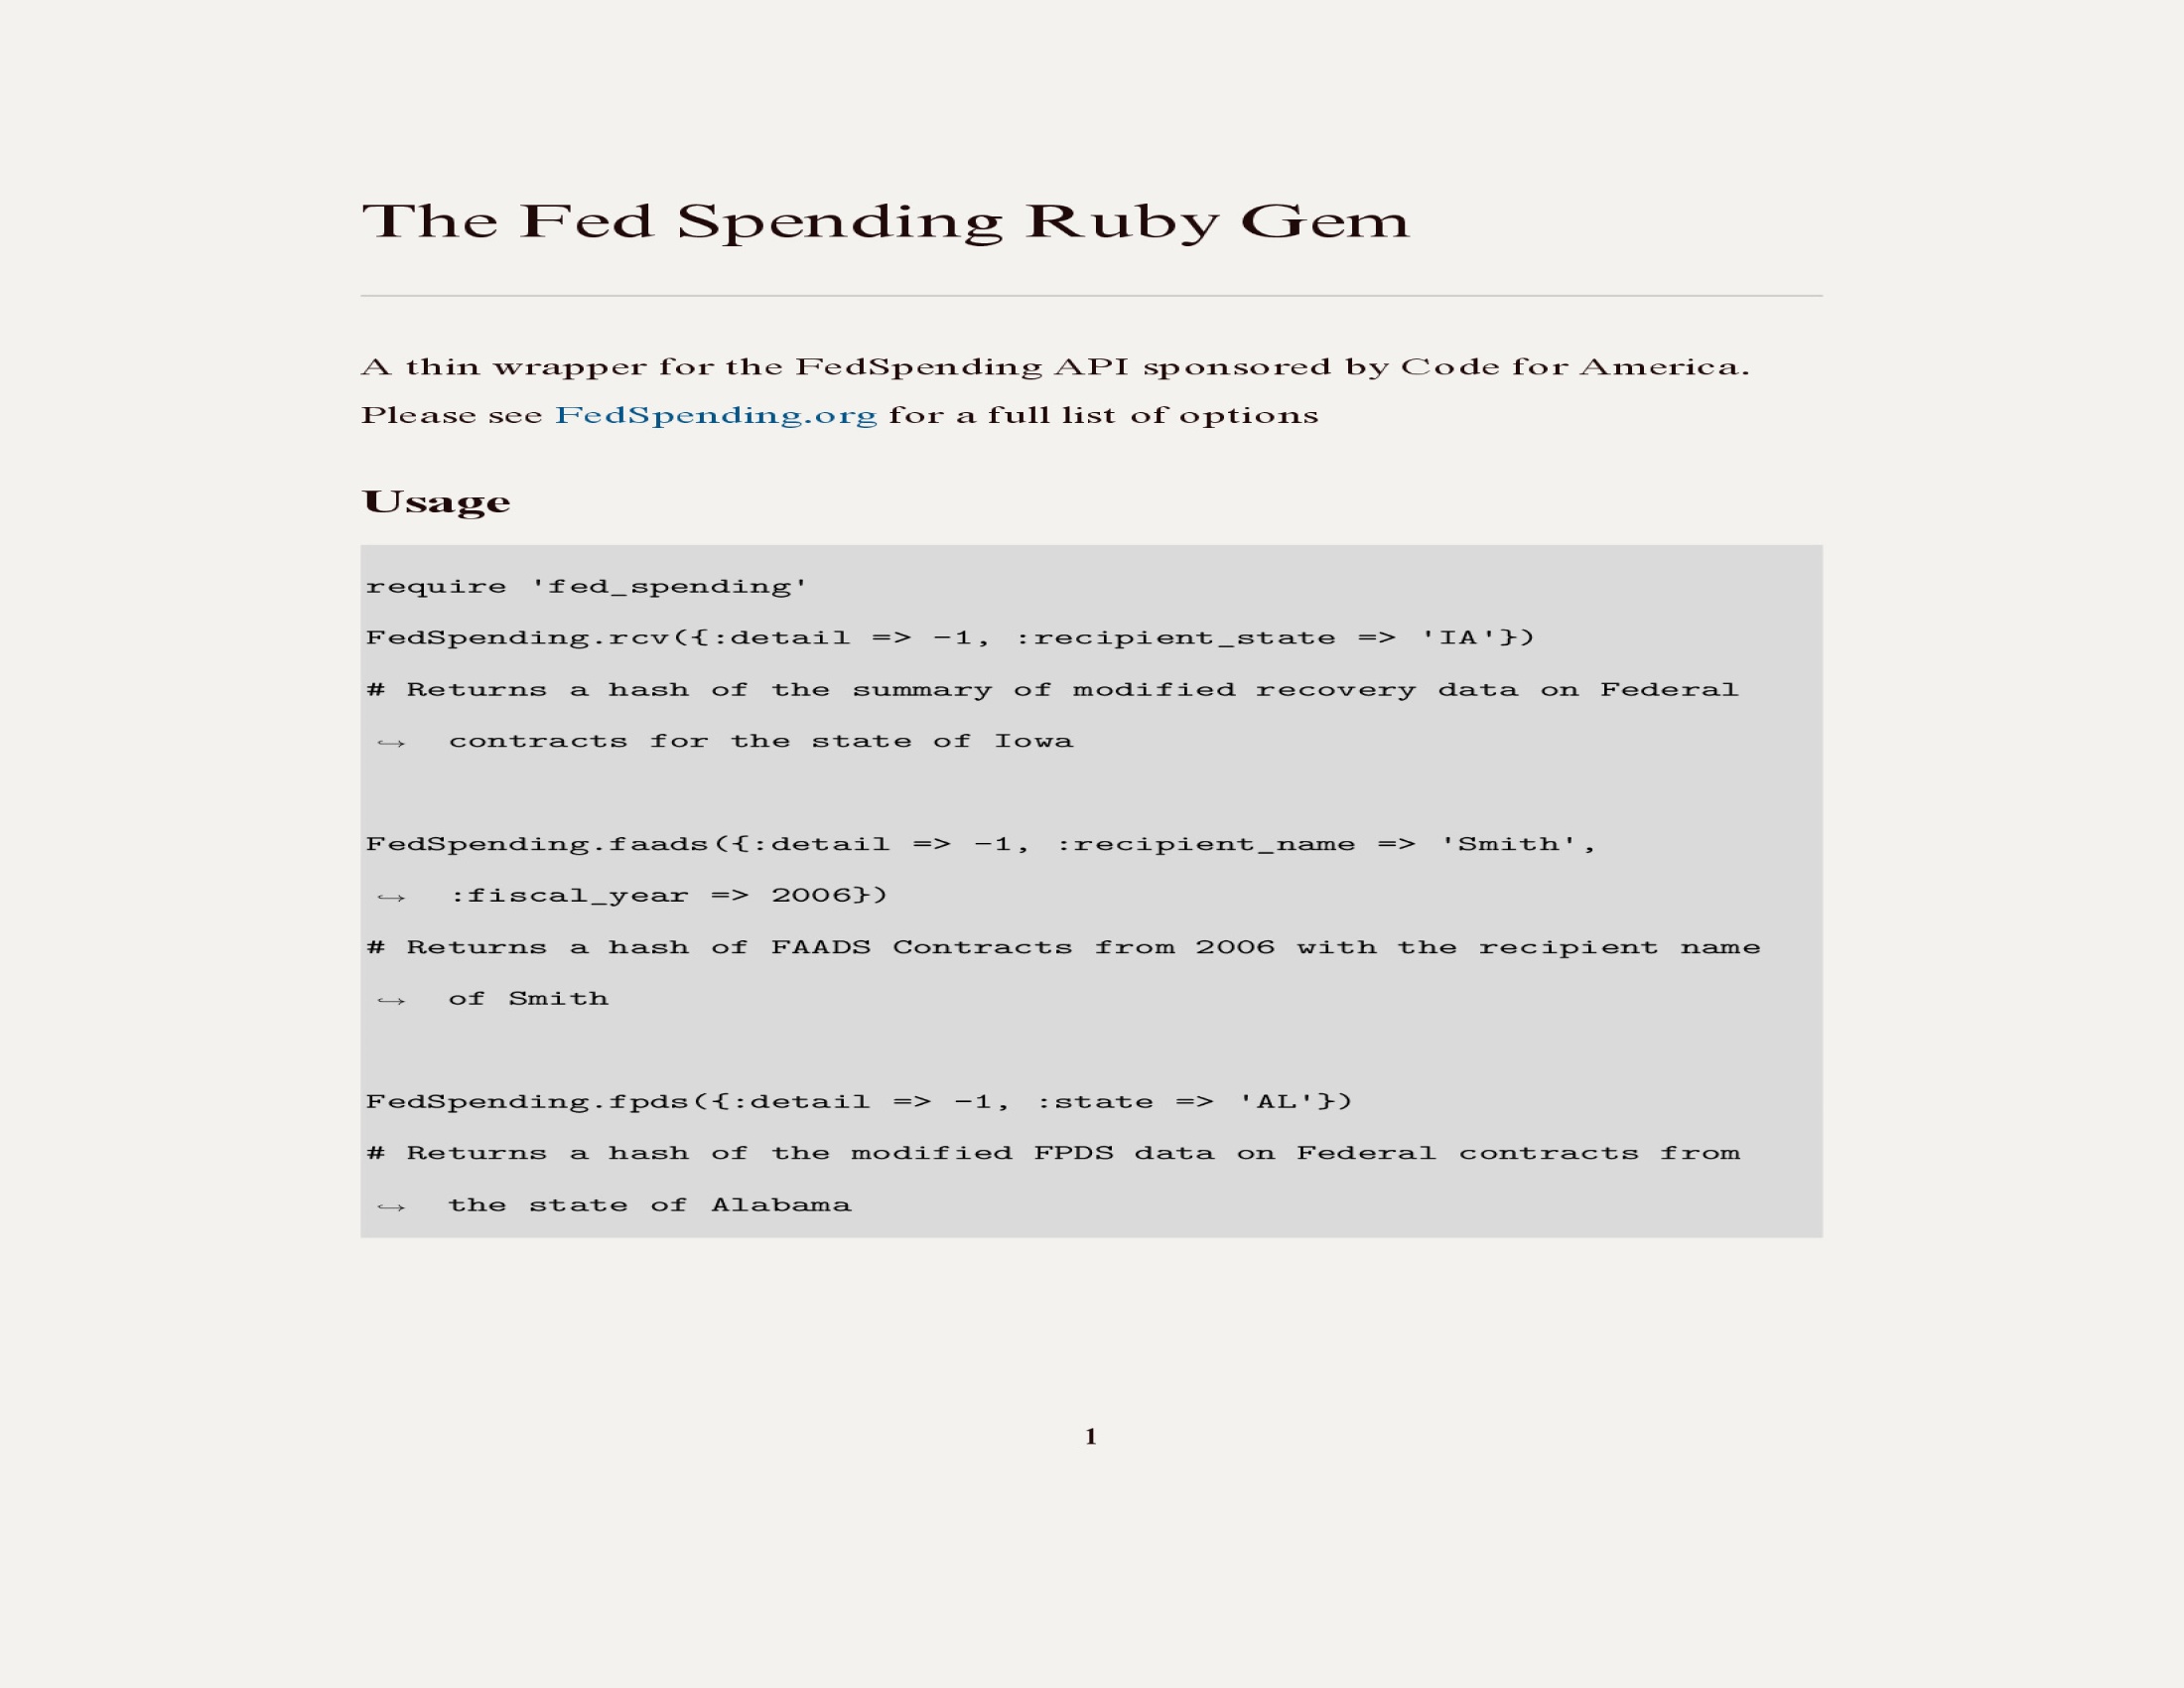 The Fed Spending Ruby Gem
A thin wrapper for the FedSpending API sponsored by Code for America.
Please see FedSpending.org for a full list of options
Usage
require 'fed_spending'
FedSpending.rcv({:detail => -1, :recipient_state => 'IA'})
# Returns a hash of the summary of modified recovery data on Federal
↪ contracts for the state of Iowa
FedSpending.faads({:detail => -1, :recipient_name => 'Smith',
↪ :fiscal_year => 2006})
# Returns a hash of FAADS Contracts from 2006 with the recipient name
↪ of Smith
FedSpending.fpds({:detail => -1, :state => 'AL'})
# Returns a hash of the modified FPDS data on Federal contracts from
↪ the state of Alabama
1